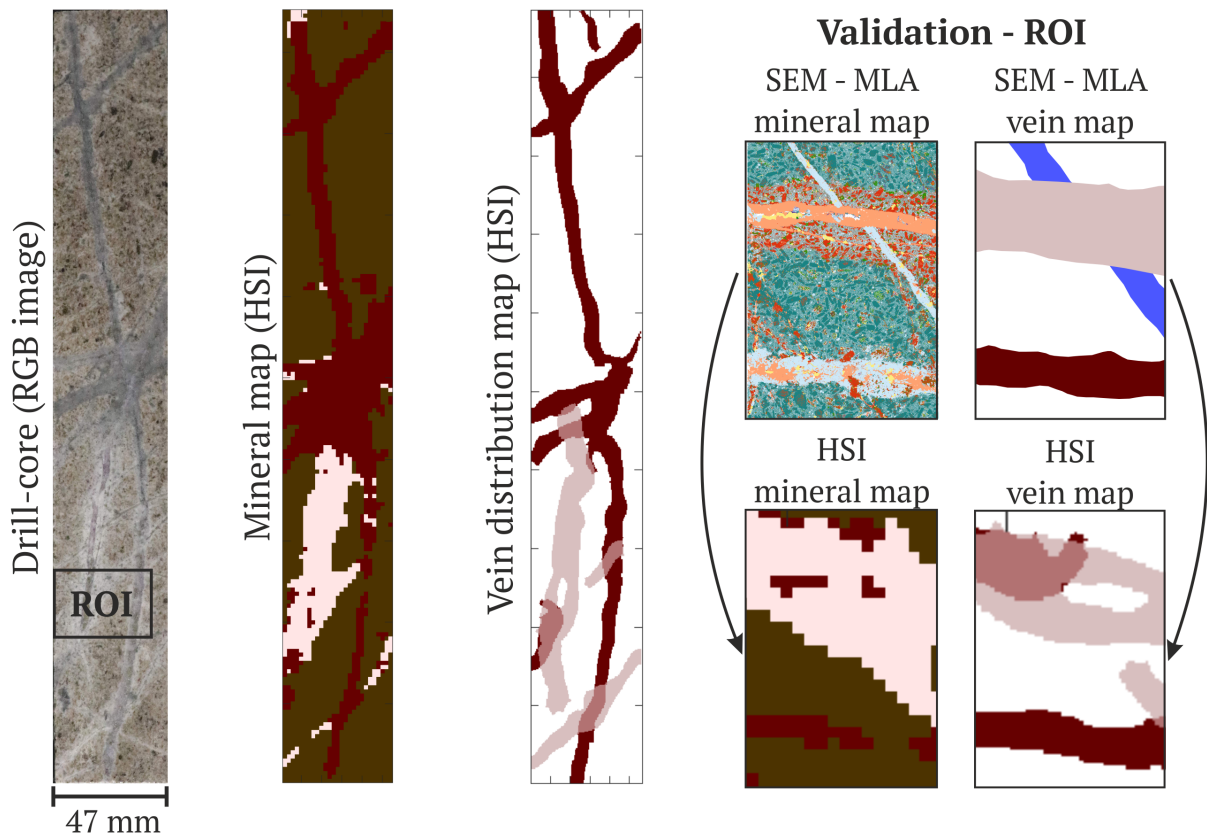 Drill-core (RGB image)
ROI
47 mm
Mineral map (HSI)
Vein distribution map (HSI)
Validation - ROI
SEM - MLA
mineral map
SEM - MLA
vein map
HSI
mineral map
HSI
vein map